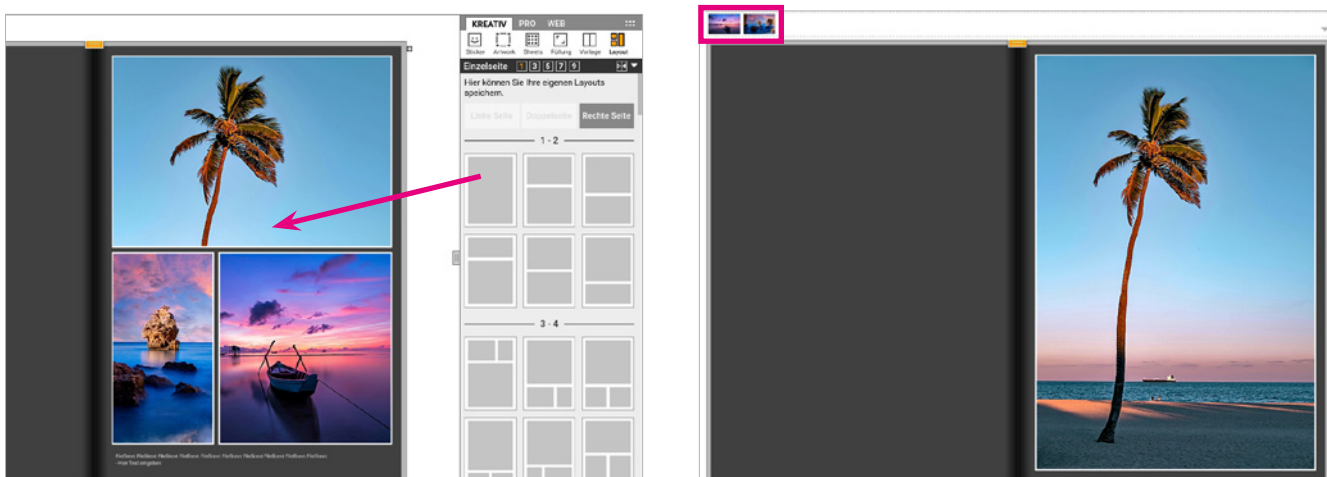 KREATIV PRO WEB
Sticker Artwork Sheets Füllung Vorlage Layout
Einzelseite 1 3 5 7 9
Hier können Sie Ihre eigenen Layouts
speichern.
Linke Seite Doppelseite Rechte Seite
1 - 2
3 - 4